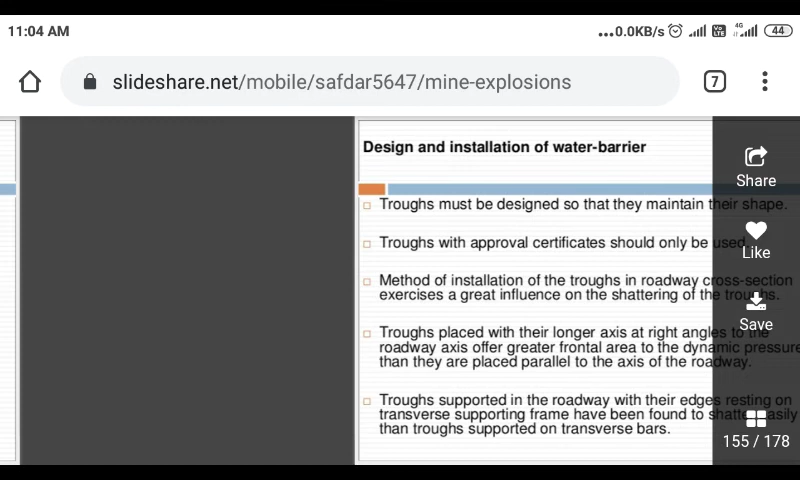 11:04 AM
...0.0KB/s 4G 44
slideshare.net/mobile/safdar5647/mine-explosions
7
Design and installation of water-barrier
Troughs must be designed so that they maintain their shape.
Troughs with approval certificates should only be used.
Method of installation of the troughs in roadway cross-section
exercises a great influence on the shattering of the troughs.
Troughs placed with their longer axis at right angles to the
roadway axis offer greater frontal area to the dynamic pressure
than they are placed parallel to the axis of the roadway.
Troughs supported in the roadway with their edges resting on
transverse supporting frame have been found to shatter easily
than troughs supported on transverse bars.
Share
Like
Save
155 / 178